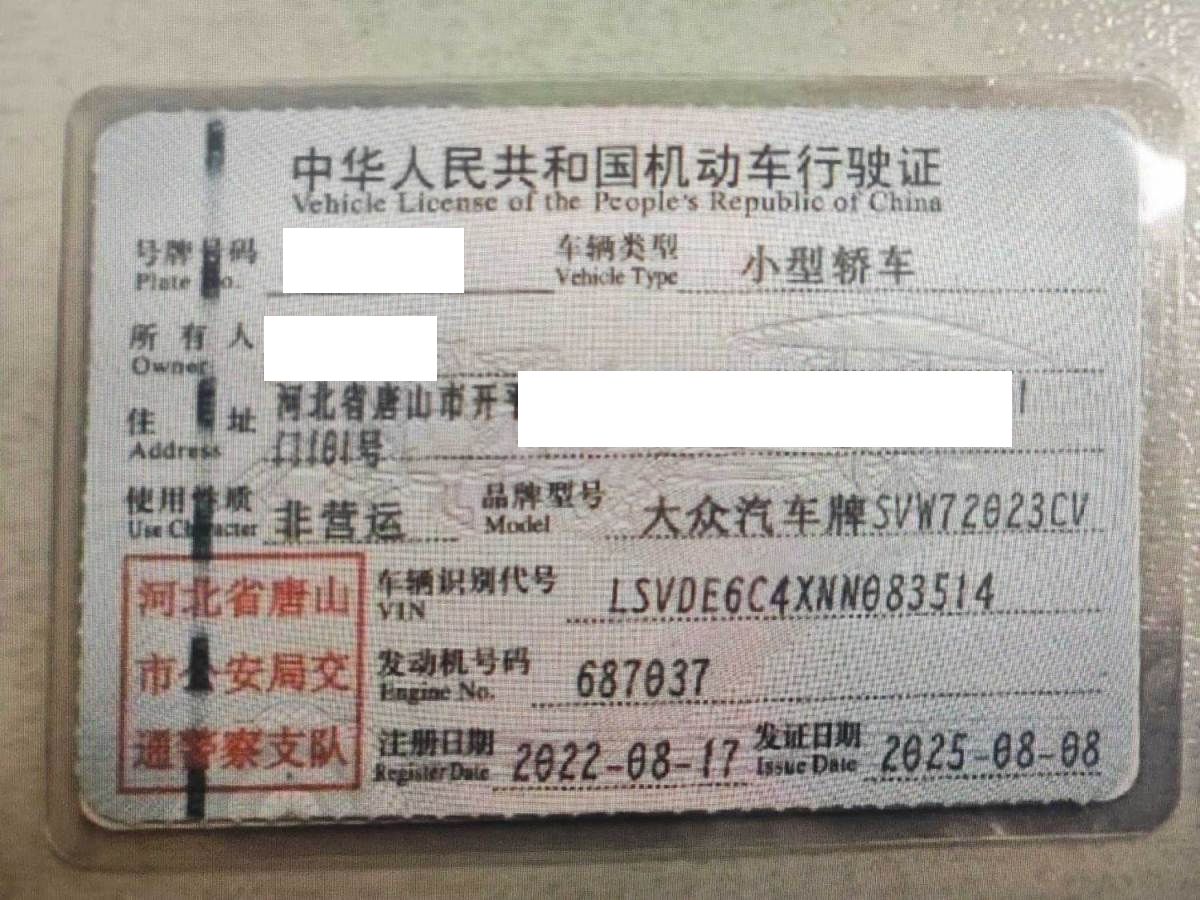 中华人民共和国机动车行驶证
Vehicle License of the People's Republic of China
号牌号码 车辆类型 小型轿车
Plate No. Vehicle Type
所有人
Owner
住址 河北省唐山市开平
Address 门101号
使用性质 非营运 品牌型号 大众汽车牌SVW72023CV
Use Character Model
河北省唐山 车辆识别代号 LSVDE6C4XNN083514
VIN
市公安局交 发动机号码 687037
Engine No.
通警察支队 注册日期 2022-08-17 发证日期 2025-08-08
Register Date Issue Date